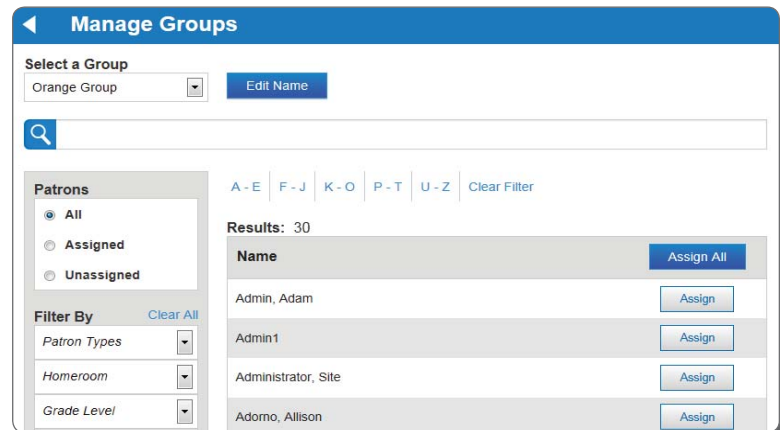 Manage Groups
Select a Group
Orange Group
Edit Name
Patrons
All
Assigned
Unassigned
Filter By Clear All
Patron Types
Homeroom
Grade Level
A - E F - J K - O P - T U - Z Clear Filter
Results: 30
Name Assign All
Admin, Adam Assign
Admin1 Assign
Administrator, Site Assign
Adorno, Allison Assign